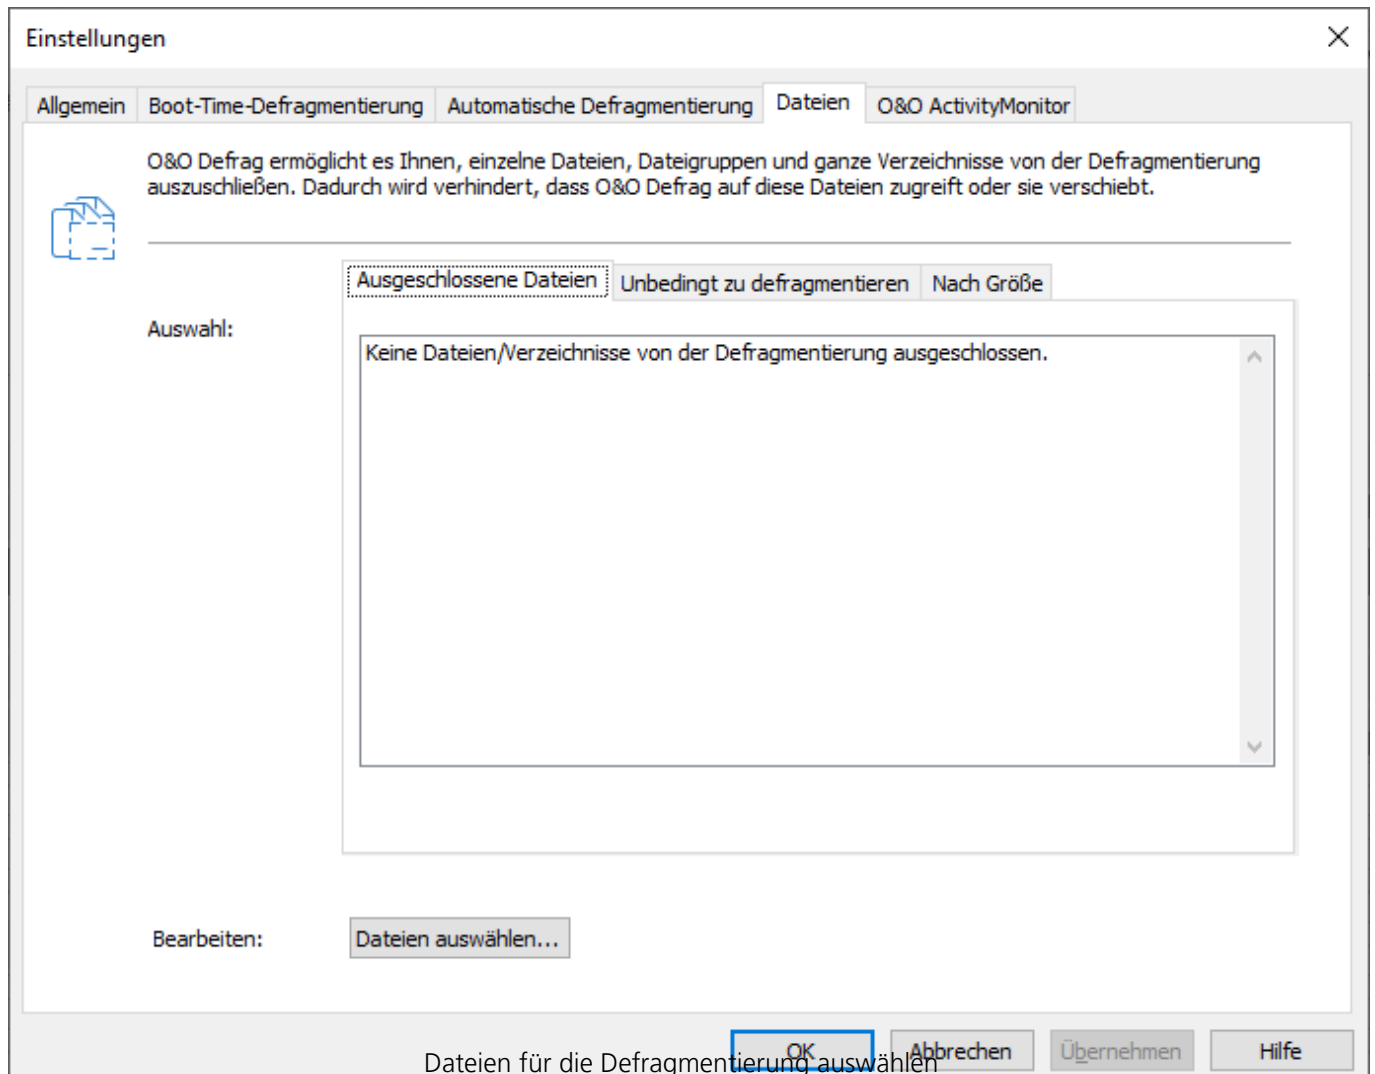 Einstellungen
Allgemein Boot-Time-Defragmentierung Automatische Defragmentierung Dateien O&O ActivityMonitor
O&O Defrag ermöglicht es Ihnen, einzelne Dateien, Dateigruppen und ganze Verzeichnisse von der Defragmentierung
auszuschließen. Dadurch wird verhindert, dass O&O Defrag auf diese Dateien zugreift oder sie verschiebt.
Ausgeschlossene Dateien Unbedingt zu defragmentieren Nach Größe
Auswahl:
Keine Dateien/Verzeichnisse von der Defragmentierung ausgeschlossen.
Bearbeiten: Dateien auswählen...
OK Abbrechen Übernehmen Hilfe
Dateien für die Defragmentierung auswählen